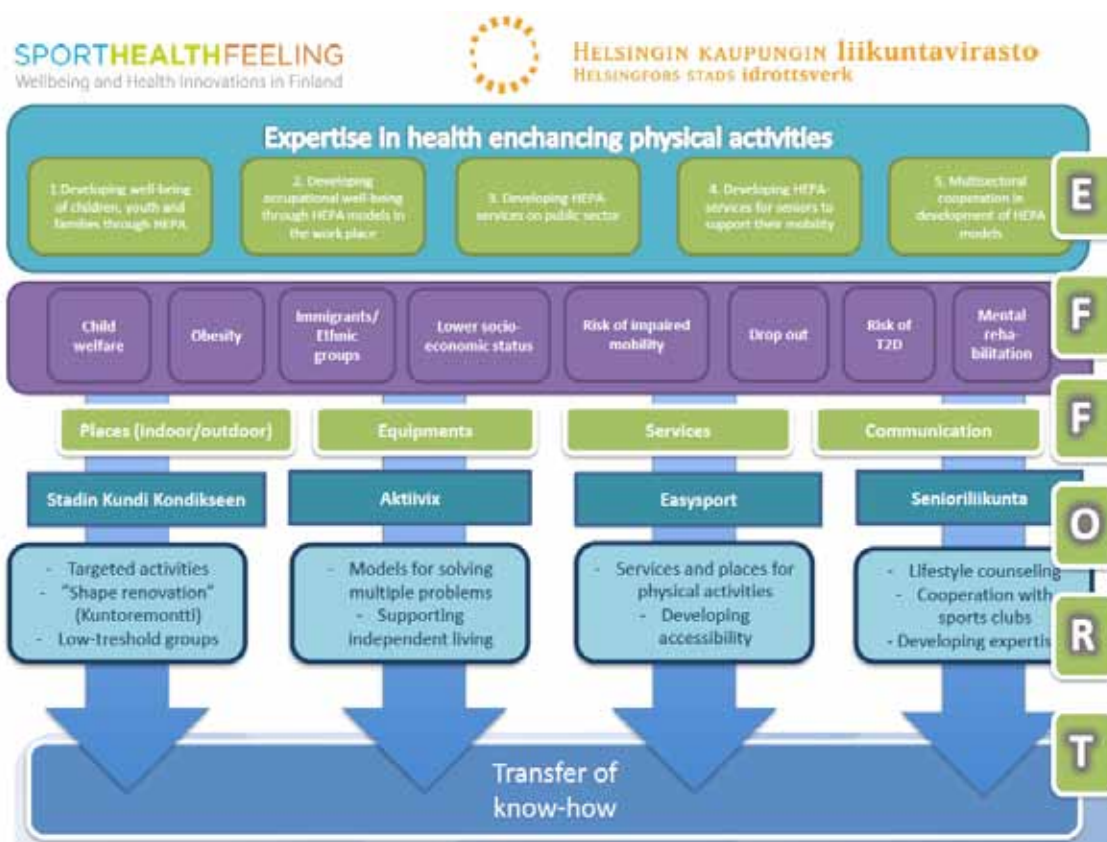 SPORTHEALTHFEELING
Wellbeing and Health Innovations in Finland
HELSINGIN KAUPUNGIN liikuntavirasto
HELSINGFORS STADS idrottsverk
Expertise in health enchancing physical activities
1.Developing well-being
of children, youth and
families through HEPA
2. Developing
occupational well-being
through HEPA models in
the work place
3. Developing HEPA-
services on public sector
4. Developing HEPA-
services for seniors to
support their mobility
5. Multisectoral
cooperation in
development of HEPA
models
E
Child
welfare
Obesity
Immigrants/
Ethnic
groups
Lower socio-
economic status
Risk of impaired
mobility
Drop out
Risk of
T2D
Mental
reha-
bilitation
F
Places (indoor/outdoor)
Equipments
Services
Communication
F
Stadin Kundi Kondikseen
Aktiivix
Easysport
Senioriliikunta
O
- Targeted activities
- "Shape renovation"
(Kuntoremontti)
- Low-treshold groups
- Models for solving
multiple problems
- Supporting
independent living
- Services and places for
physical activities
- Developing
accessibility
- Lifestyle counseling
- Cooperation with
sports clubs
- Developing expertis
R
T
Transfer of
know-how